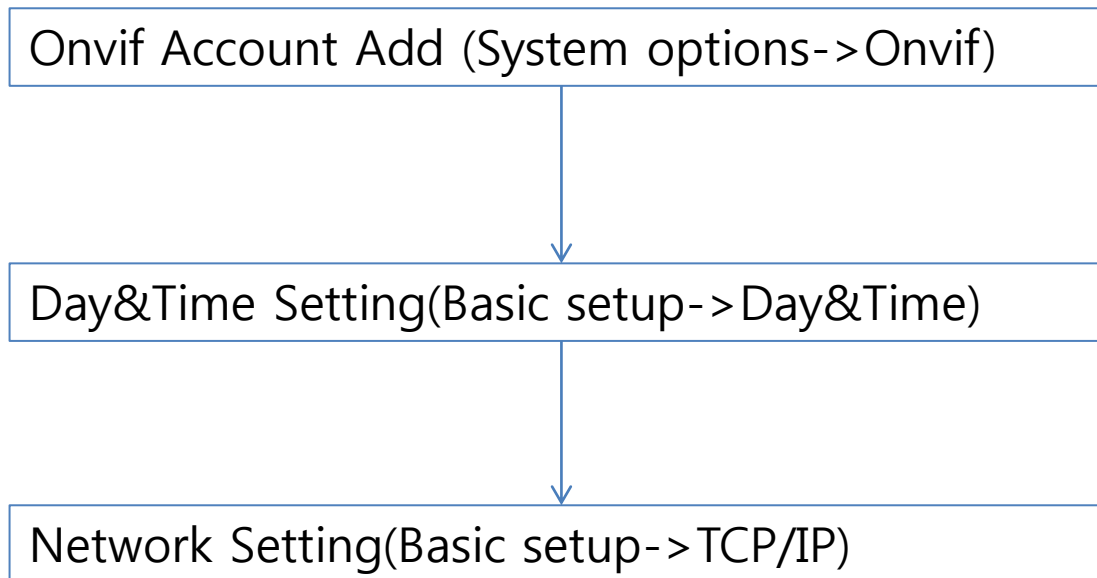 Onvif Account Add (System options->Onvif)
Day&Time Setting(Basic setup->Day&Time)
Network Setting(Basic setup->TCP/IP)